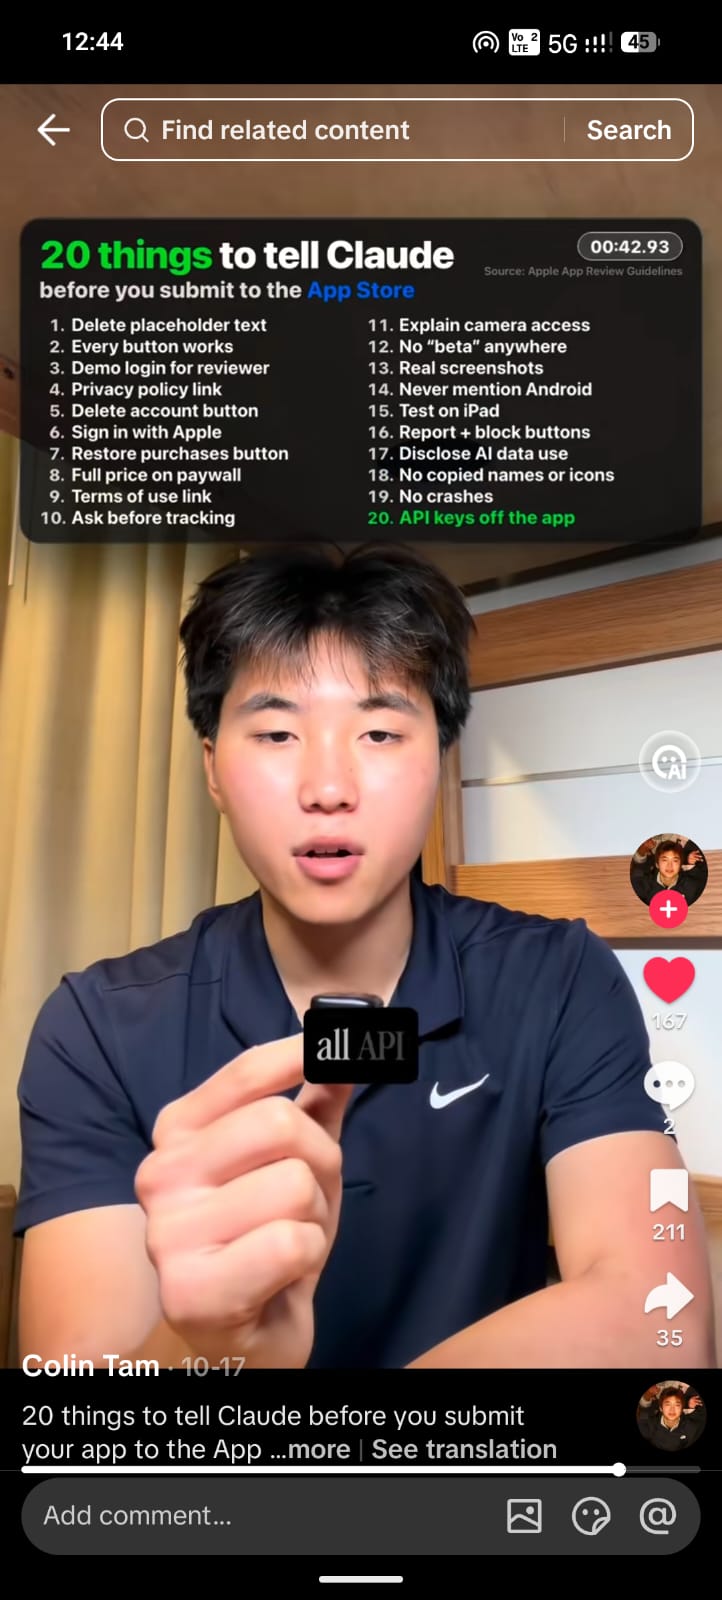 12:44
Vo 2
LTE
5G
45
Find related content
Search
20 things to tell Claude
00:42.93
Source: Apple App Review Guidelines
before you submit to the App Store
1. Delete placeholder text
2. Every button works
3. Demo login for reviewer
4. Privacy policy link
5. Delete account button
6. Sign in with Apple
7. Restore purchases button
8. Full price on paywall
9. Terms of use link
10. Ask before tracking
11. Explain camera access
12. No “beta” anywhere
13. Real screenshots
14. Never mention Android
15. Test on iPad
16. Report + block buttons
17. Disclose AI data use
18. No copied names or icons
19. No crashes
20. API keys off the app
AI
167
all API
2
211
35
Colin Tam · 10-17
20 things to tell Claude before you submit
your app to the App ...more | See translation
Add comment...